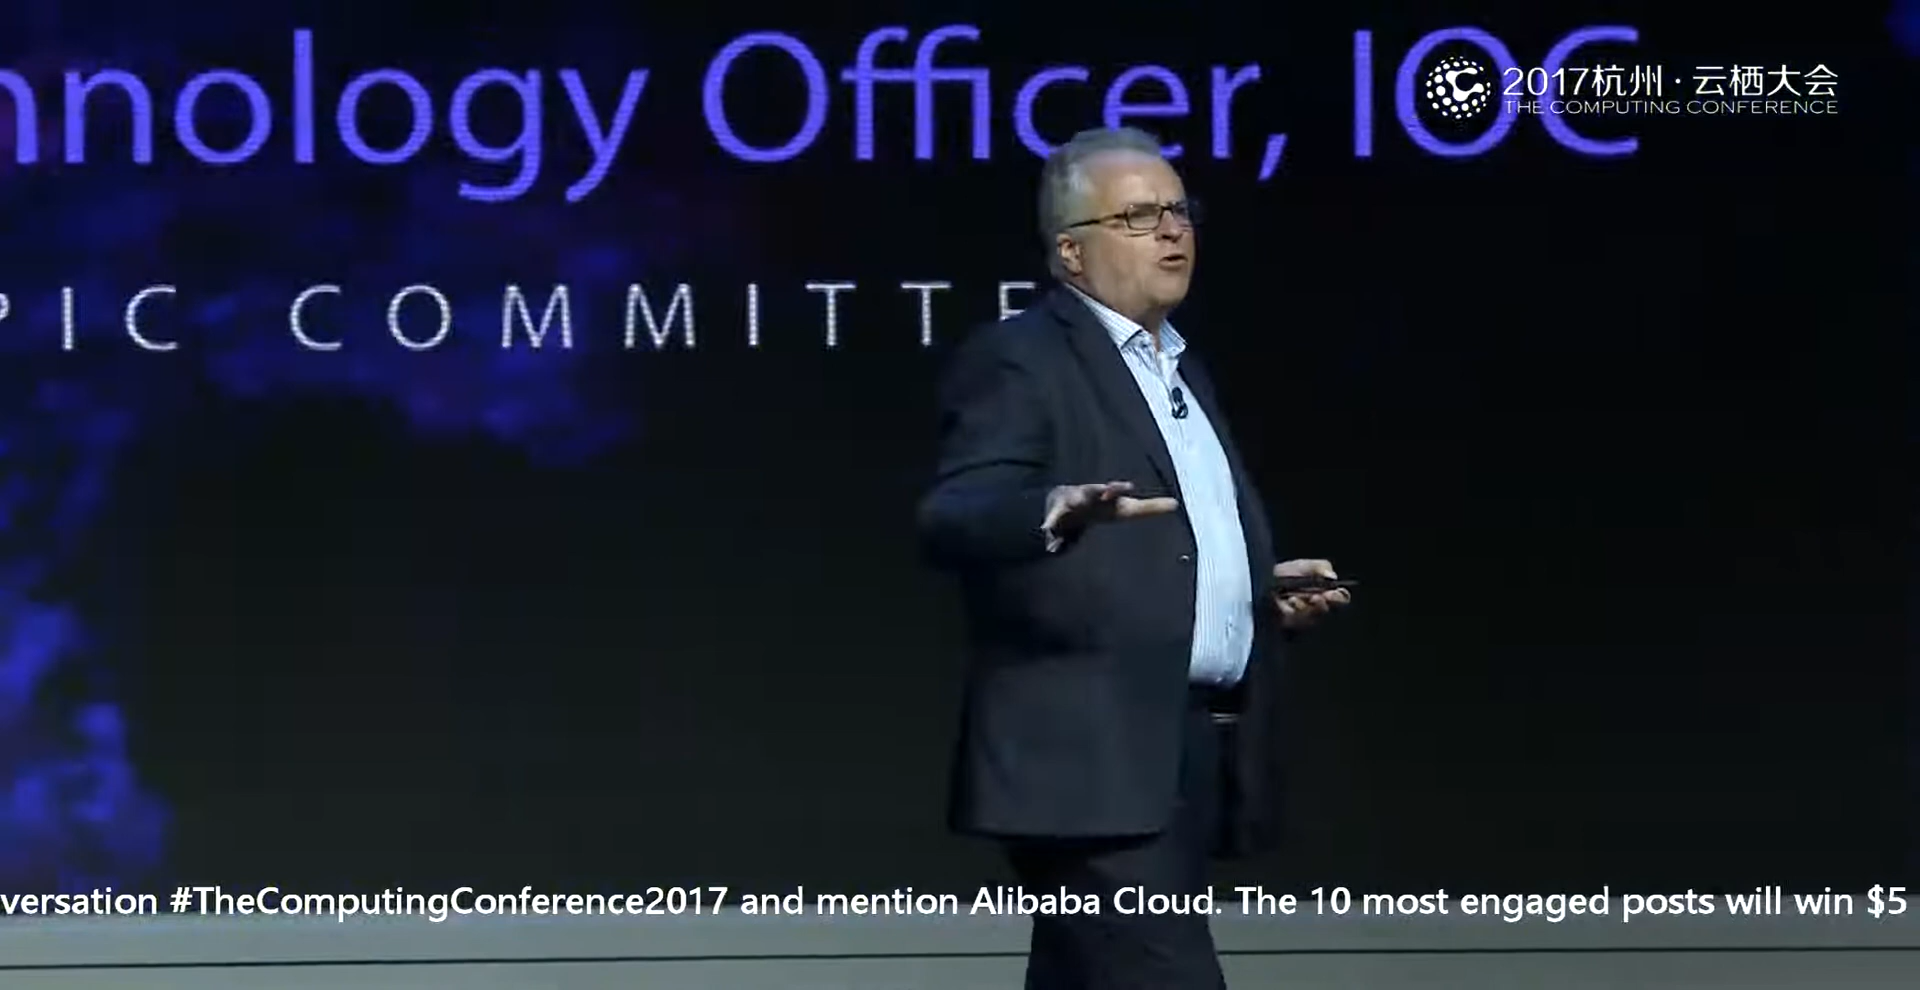 hnology Officer, IOC
2017杭州·云栖大会
THE COMPUTING CONFERENCE
PIC COMMITTE
versation #TheComputingConference2017 and mention Alibaba Cloud. The 10 most engaged posts will win $5